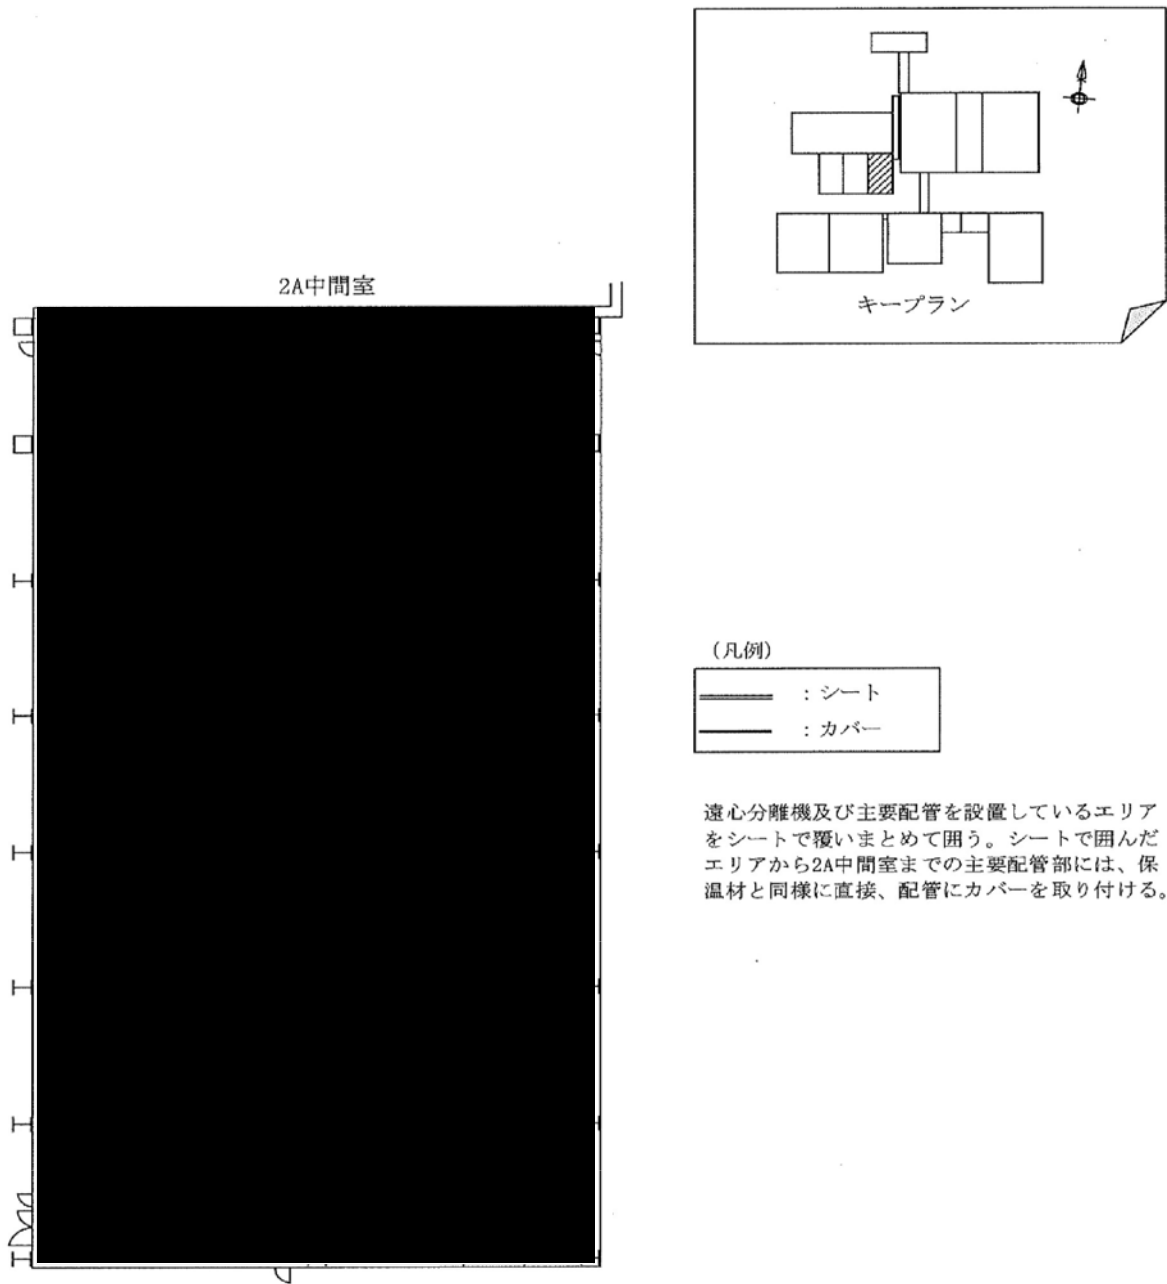 キープラン
2A中間室
(凡例)
:シート
:カバー
遠心分離機及び主要配管を設置しているエリア
をシートで覆いまとめて囲う。シートで囲んだ
エリアから2A中間室までの主要配管部には、保
温材と同様に直接、配管にカバーを取り付ける。